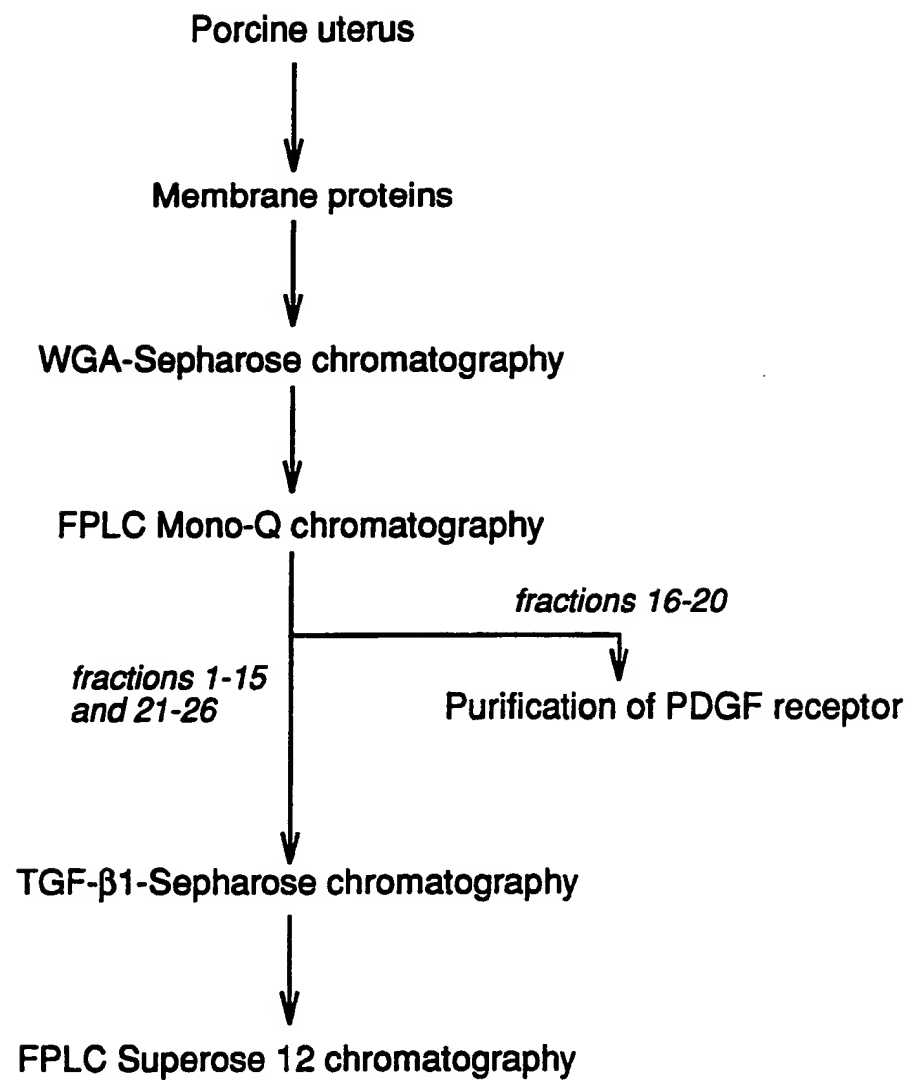 Porcine uterus
Membrane proteins
WGA-Sepharose chromatography
FPLC Mono-Q chromatography
fractions 16-20
fractions 1-15
and 21-26
Purification of PDGF receptor
TGF-β1-Sepharose chromatography
FPLC Superose 12 chromatography